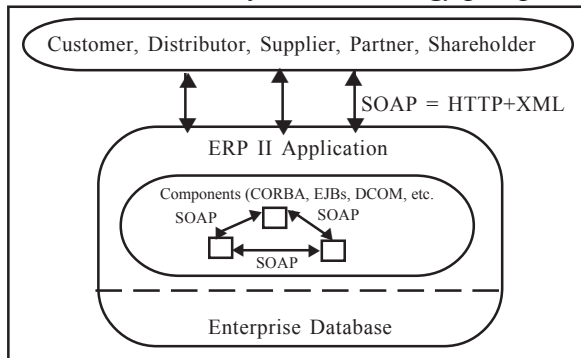 Customer, Distributor, Supplier, Partner, Shareholder
SOAP = HTTP+XML
ERP II Application
Components (CORBA, EJBs, DCOM, etc.
SOAP
SOAP
SOAP
Enterprise Database